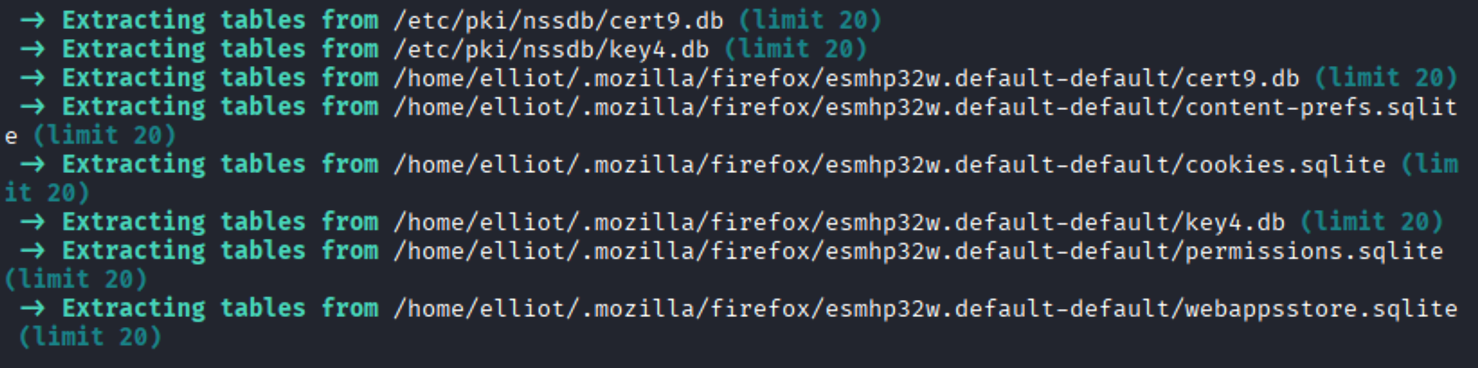 → Extracting tables from /etc/pki/nssdb/cert9.db (limit 20)
→ Extracting tables from /etc/pki/nssdb/key4.db (limit 20)
→ Extracting tables from /home/elliot/.mozilla/firefox/esmhp32w.default-default/cert9.db (limit 20)
→ Extracting tables from /home/elliot/.mozilla/firefox/esmhp32w.default-default/content-prefs.sqlit
e (limit 20)
→ Extracting tables from /home/elliot/.mozilla/firefox/esmhp32w.default-default/cookies.sqlite (lim
it 20)
→ Extracting tables from /home/elliot/.mozilla/firefox/esmhp32w.default-default/key4.db (limit 20)
→ Extracting tables from /home/elliot/.mozilla/firefox/esmhp32w.default-default/permissions.sqlite
(limit 20)
→ Extracting tables from /home/elliot/.mozilla/firefox/esmhp32w.default-default/webappsstore.sqlite
(limit 20)